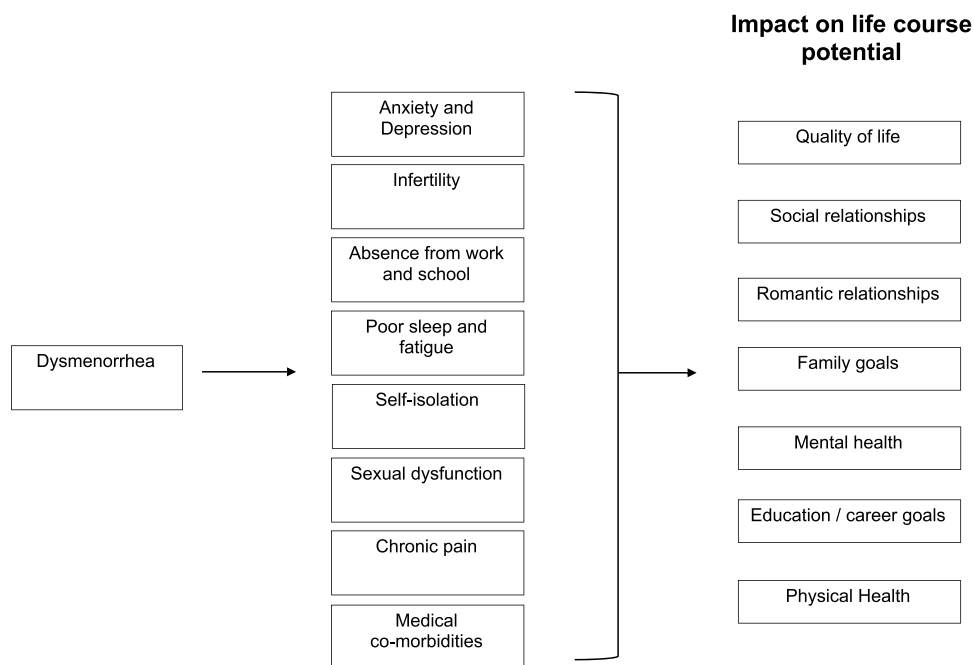 Impact on life course
potential
Dysmenorrhea
Anxiety and
Depression
Infertility
Absence from work
and school
Poor sleep and
fatigue
Self-isolation
Sexual dysfunction
Chronic pain
Medical
co-morbidities
Quality of life
Social relationships
Romantic relationships
Family goals
Mental health
Education / career goals
Physical Health